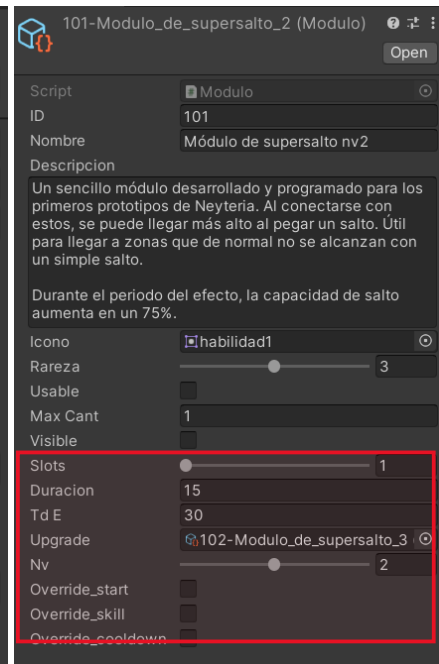 101-Modulo_de_supersalto_2 (Modulo)
Open
Script Modulo
ID 101
Nombre Módulo de supersalto nv2
Descripcion
Un sencillo módulo desarrollado y programado para los
primeros prototipos de Neyteria. Al conectarse con
estos, se puede llegar más alto al pegar un salto. Útil
para llegar a zonas que de normal no se alcanzan con
un simple salto.
Durante el periodo del efecto, la capacidad de salto
aumenta en un 75%.
Icono habilidad1
Rareza 3
Usable
Max Cant 1
Visible
Slots 1
Duracion 15
Td E 30
Upgrade 102-Modulo_de_supersalto_3
Nv 2
Override_start
Override_skill
Override_cooldown